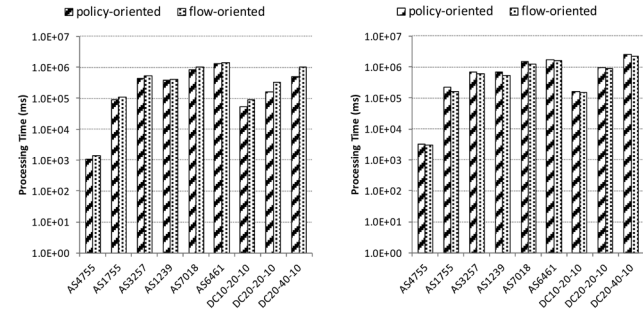 policy-oriented flow-oriented
1.0E+07
1.0E+06
1.0E+05
1.0E+04
1.0E+03
1.0E+02
1.0E+01
1.0E+00
Processing Time (ms)
AS4755
AS1755
AS3257
AS1239
AS7018
AS6461
DC10-20-10
DC20-20-10
DC20-40-10
policy-oriented flow-oriented
1.0E+07
1.0E+06
1.0E+05
1.0E+04
1.0E+03
1.0E+02
1.0E+01
1.0E+00
Processing Time (ms)
AS4755
AS1755
AS3257
AS1239
AS7018
AS6461
DC10-20-10
DC20-20-10
DC20-40-10